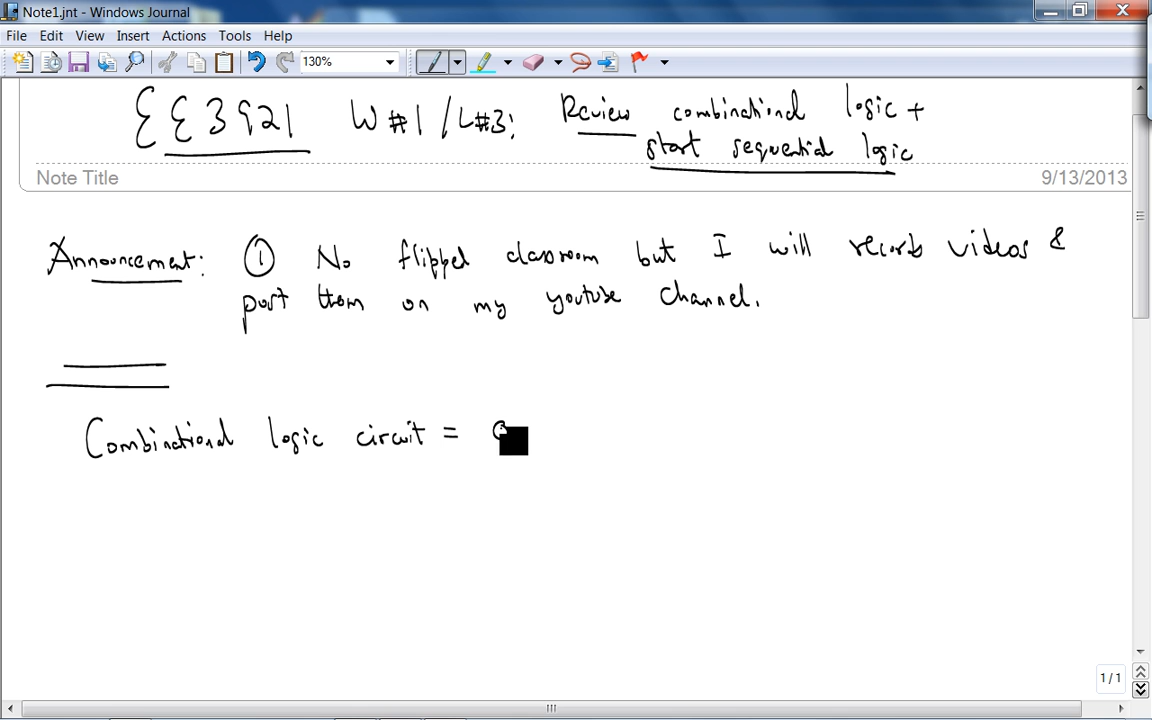 Note1.jnt - Windows Journal
File Edit View Insert Actions Tools Help
130%
EE3921 W#1/L#3: Review combinational logic +
start sequential logic
Note Title
9/13/2013
Announcement: ① No flipped classroom but I will records videos &
post them on my youtube channel.
Combinational logic circuit =
1/1